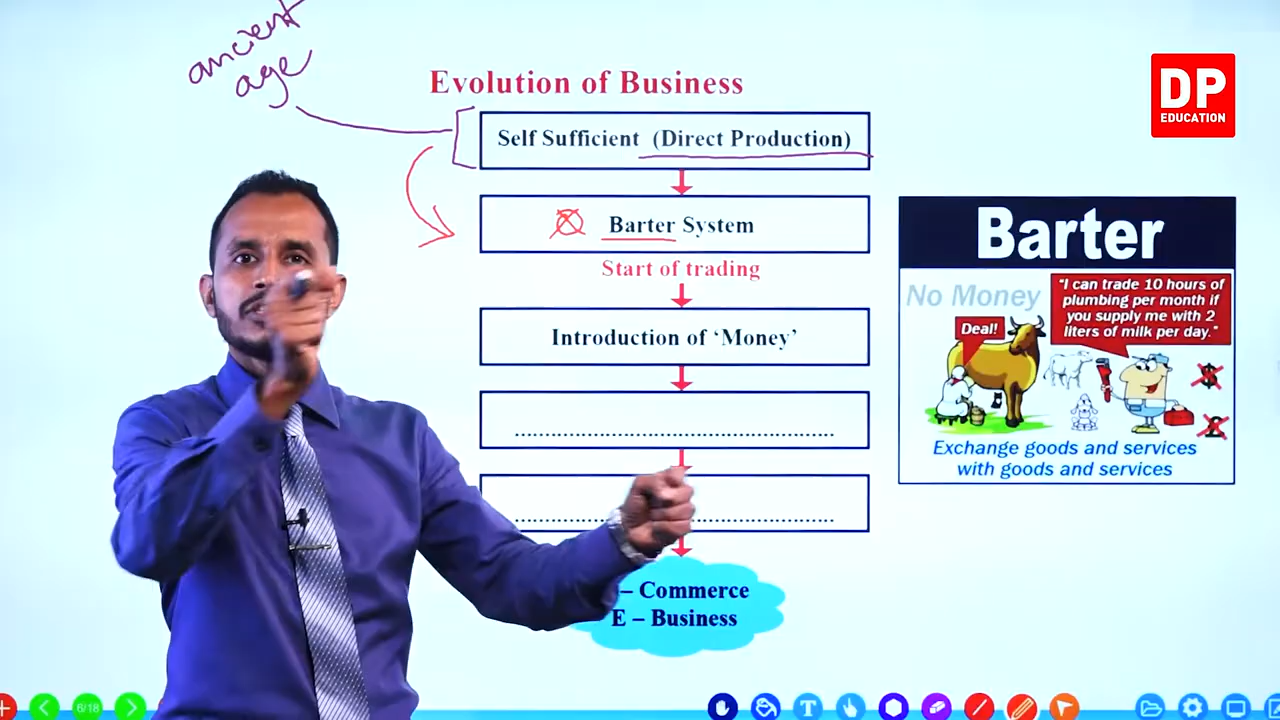 ancient
age
Evolution of Business
DP
EDUCATION
Self Sufficient (Direct Production)
Barter System
Start of trading
Introduction of ‘Money’
....................................................
....................................................
– Commerce
E – Business
Barter
No Money
"I can trade 10 hours of
plumbing per month if
you supply me with 2
liters of milk per day."
Deal!
Exchange goods and services
with goods and services
6/18